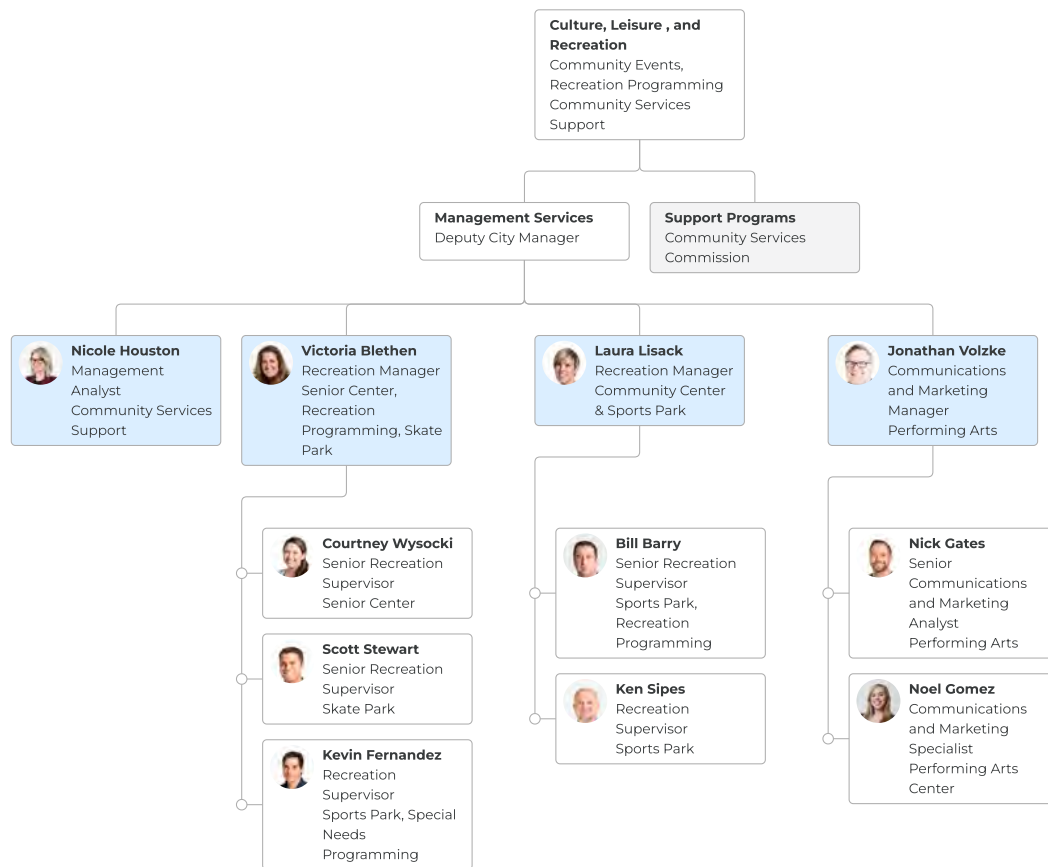 Culture, Leisure , and
Recreation
Community Events,
Recreation Programming
Community Services
Support
Management Services
Deputy City Manager
Support Programs
Community Services
Commission
Nicole Houston
Management
Analyst
Community Services
Support
Victoria Blethen
Recreation Manager
Senior Center,
Recreation
Programming, Skate
Park
Laura Lisack
Recreation Manager
Community Center
& Sports Park
Jonathan Volzke
Communications
and Marketing
Manager
Performing Arts
Courtney Wysocki
Senior Recreation
Supervisor
Senior Center
Scott Stewart
Senior Recreation
Supervisor
Skate Park
Kevin Fernandez
Recreation
Supervisor
Sports Park, Special
Needs
Programming
Bill Barry
Senior Recreation
Supervisor
Sports Park,
Recreation
Programming
Ken Sipes
Recreation
Supervisor
Sports Park
Nick Gates
Senior
Communications
and Marketing
Analyst
Performing Arts
Noel Gomez
Communications
and Marketing
Specialist
Performing Arts
Center